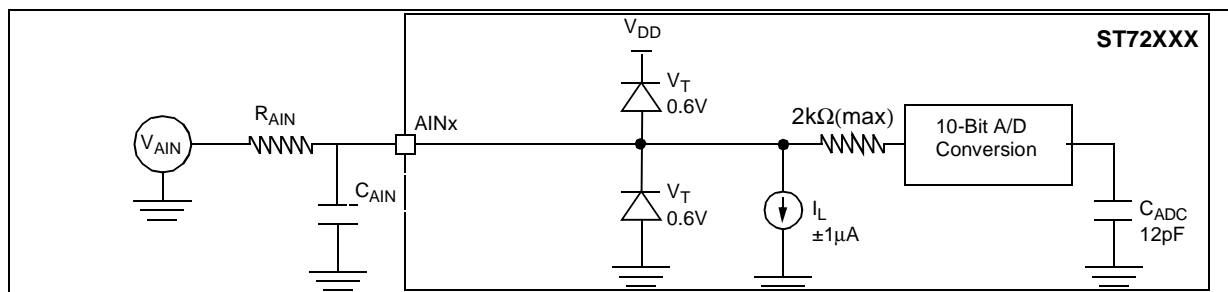 V_DD
ST72XXX
V_T
0.6V
R_AIN
AINx
2kΩ(max)
10-Bit A/D
Conversion
V_AIN
C_AIN
V_T
0.6V
I_L
±1μA
C_ADC
12pF